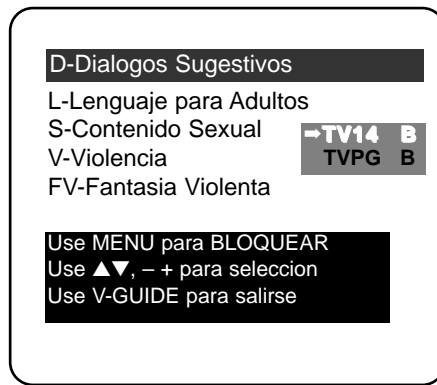 D-Dialogos Sugestivos
L-Lenguaje para Adultos
S-Contenido Sexual
➡TV14 B
V-Violencia
TVPG B
FV-Fantasia Violenta
Use MENU para BLOQUEAR
Use ▲▼, – + para seleccion
Use V-GUIDE para salirse